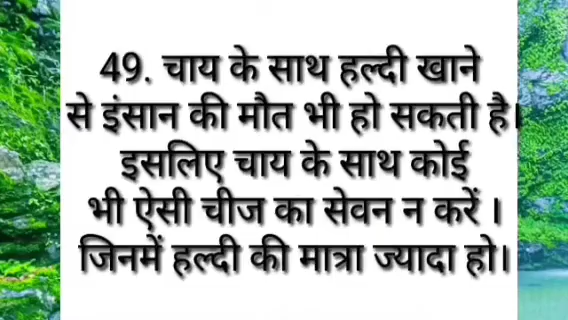 49. चाय के साथ हल्दी खाने
से इंसान की मौत भी हो सकती है।
इसलिए चाय के साथ कोई
भी ऐसी चीज का सेवन न करें ।
जिनमें हल्दी की मात्रा ज्यादा हो।